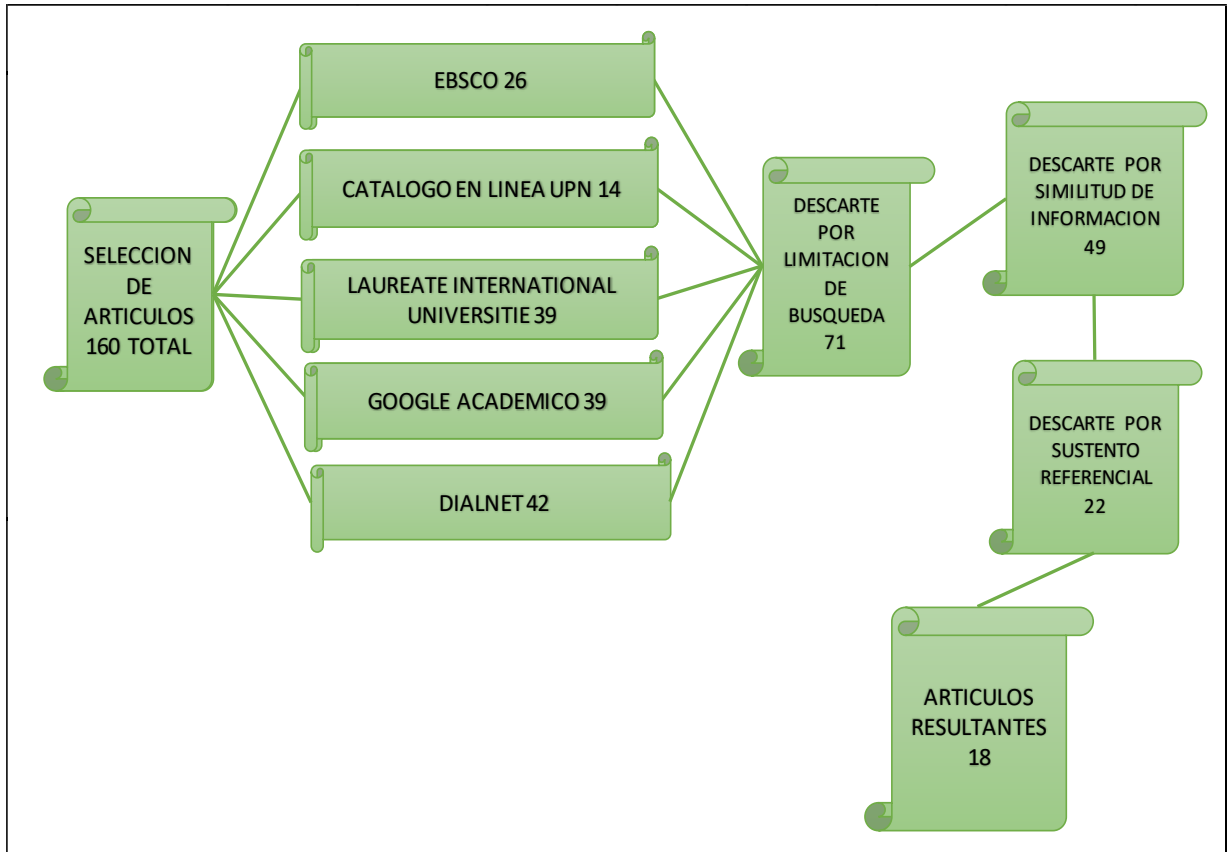 SELECCION
DE
ARTICULOS
160 TOTAL
EBSCO 26
CATALOGO EN LINEA UPN 14
LAUREATE INTERNATIONAL
UNIVERSITIE 39
GOOGLE ACADEMICO 39
DIALNET 42
DESCARTE
POR
LIMITACION
DE
BUSQUEDA
71
DESCARTE POR
SIMILITUD DE
INFORMACION
49
DESCARTE POR
SUSTENTO
REFERENCIAL
22
ARTICULOS
RESULTANTES
18